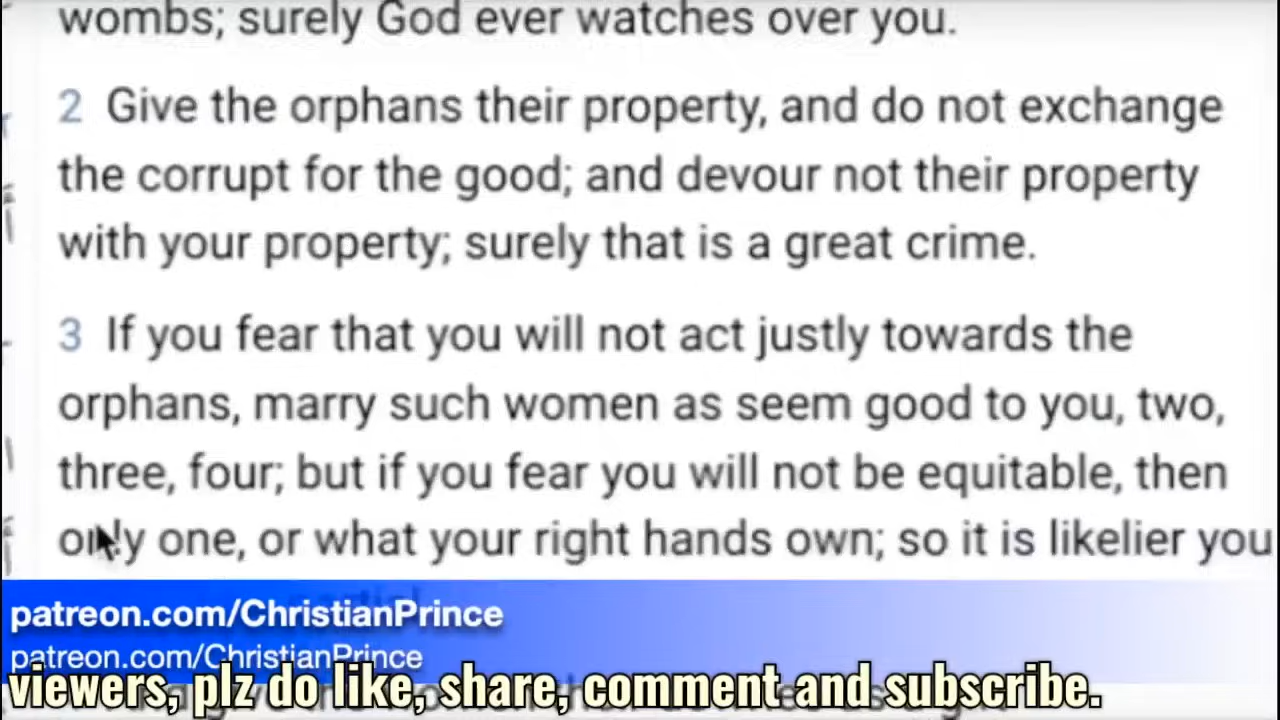 wombs; surely God ever watches over you.
2 Give the orphans their property, and do not exchange
the corrupt for the good; and devour not their property
with your property; surely that is a great crime.
3 If you fear that you will not act justly towards the
orphans, marry such women as seem good to you, two,
three, four; but if you fear you will not be equitable, then
only one, or what your right hands own; so it is likelier you
patreon.com/ChristianPrince
patreon.com/ChristianPrince
viewers, plz do like, share, comment and subscribe.